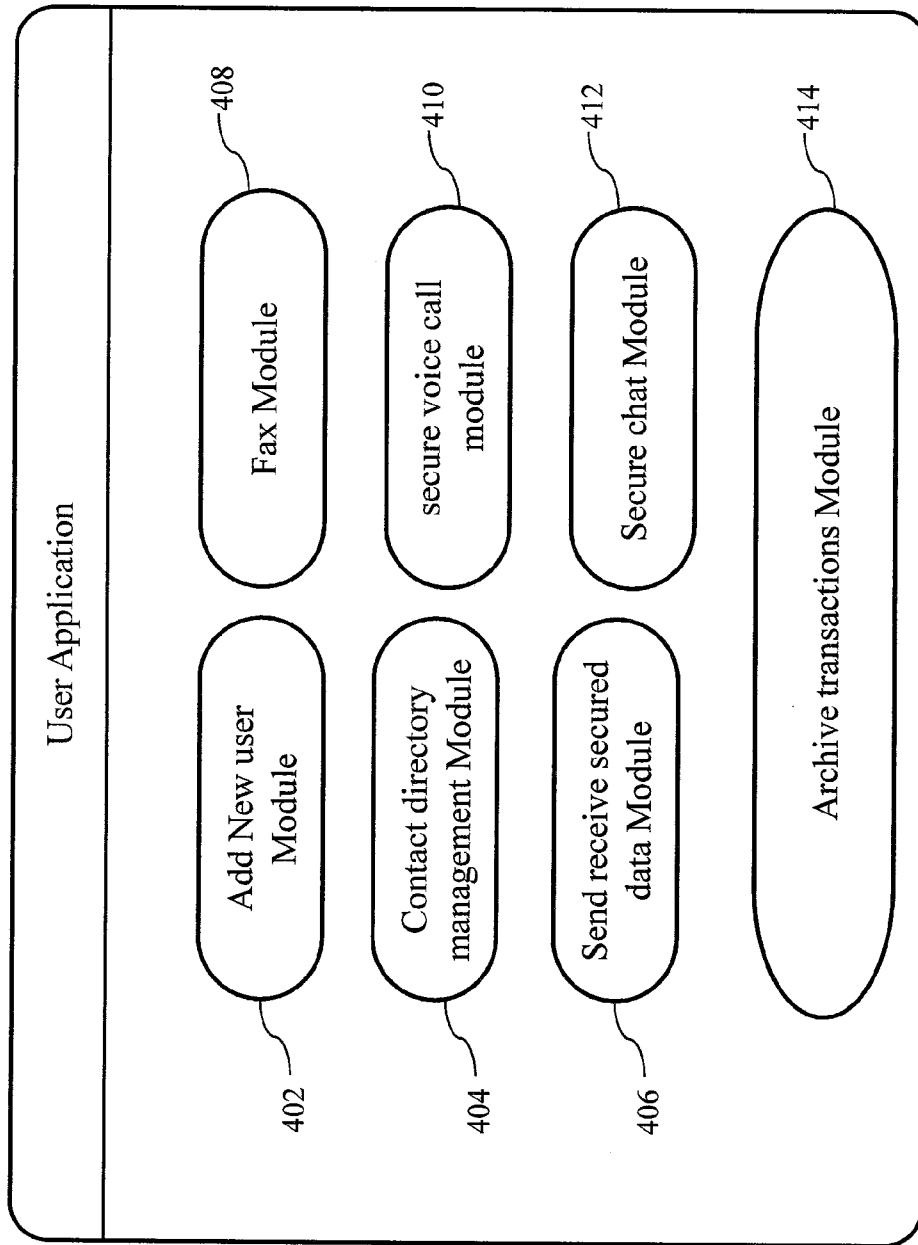 User Application
402
Add New user
Module
Fax Module
408
404
Contact directory
management Module
secure voice call
module
410
406
Send receive secured
data Module
Secure chat Module
412
Archive transactions Module
414